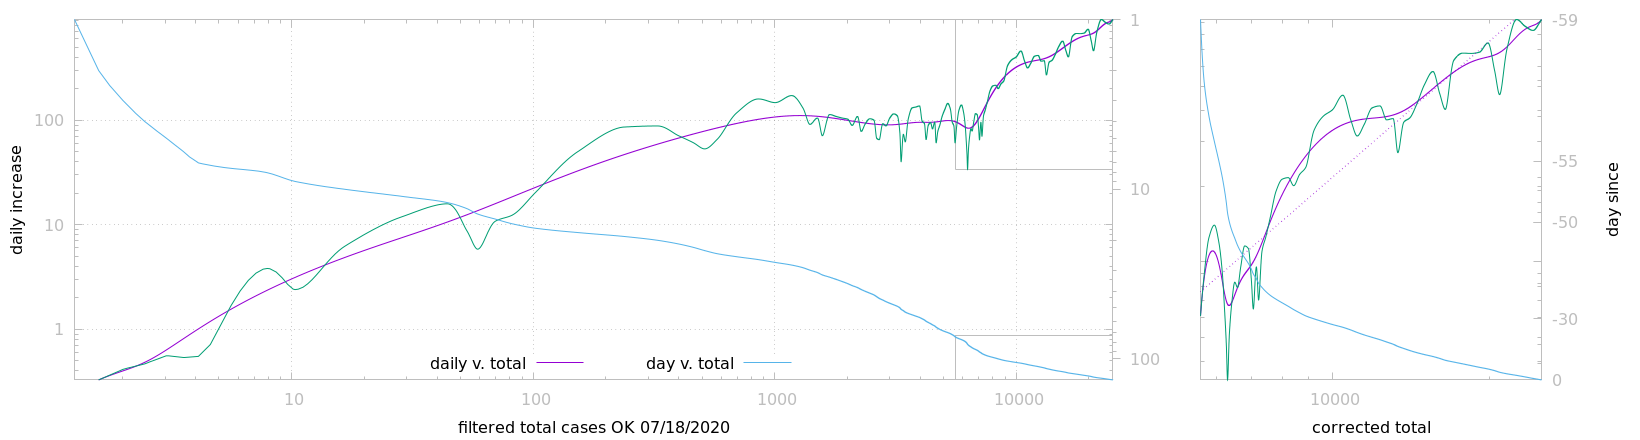 1
-59
100
daily increase
-55
day since
10
10
-50
1
-30
daily v. total
day v. total
100
0
10
100
1000
10000
10000
filtered total cases OK 07/18/2020
corrected total